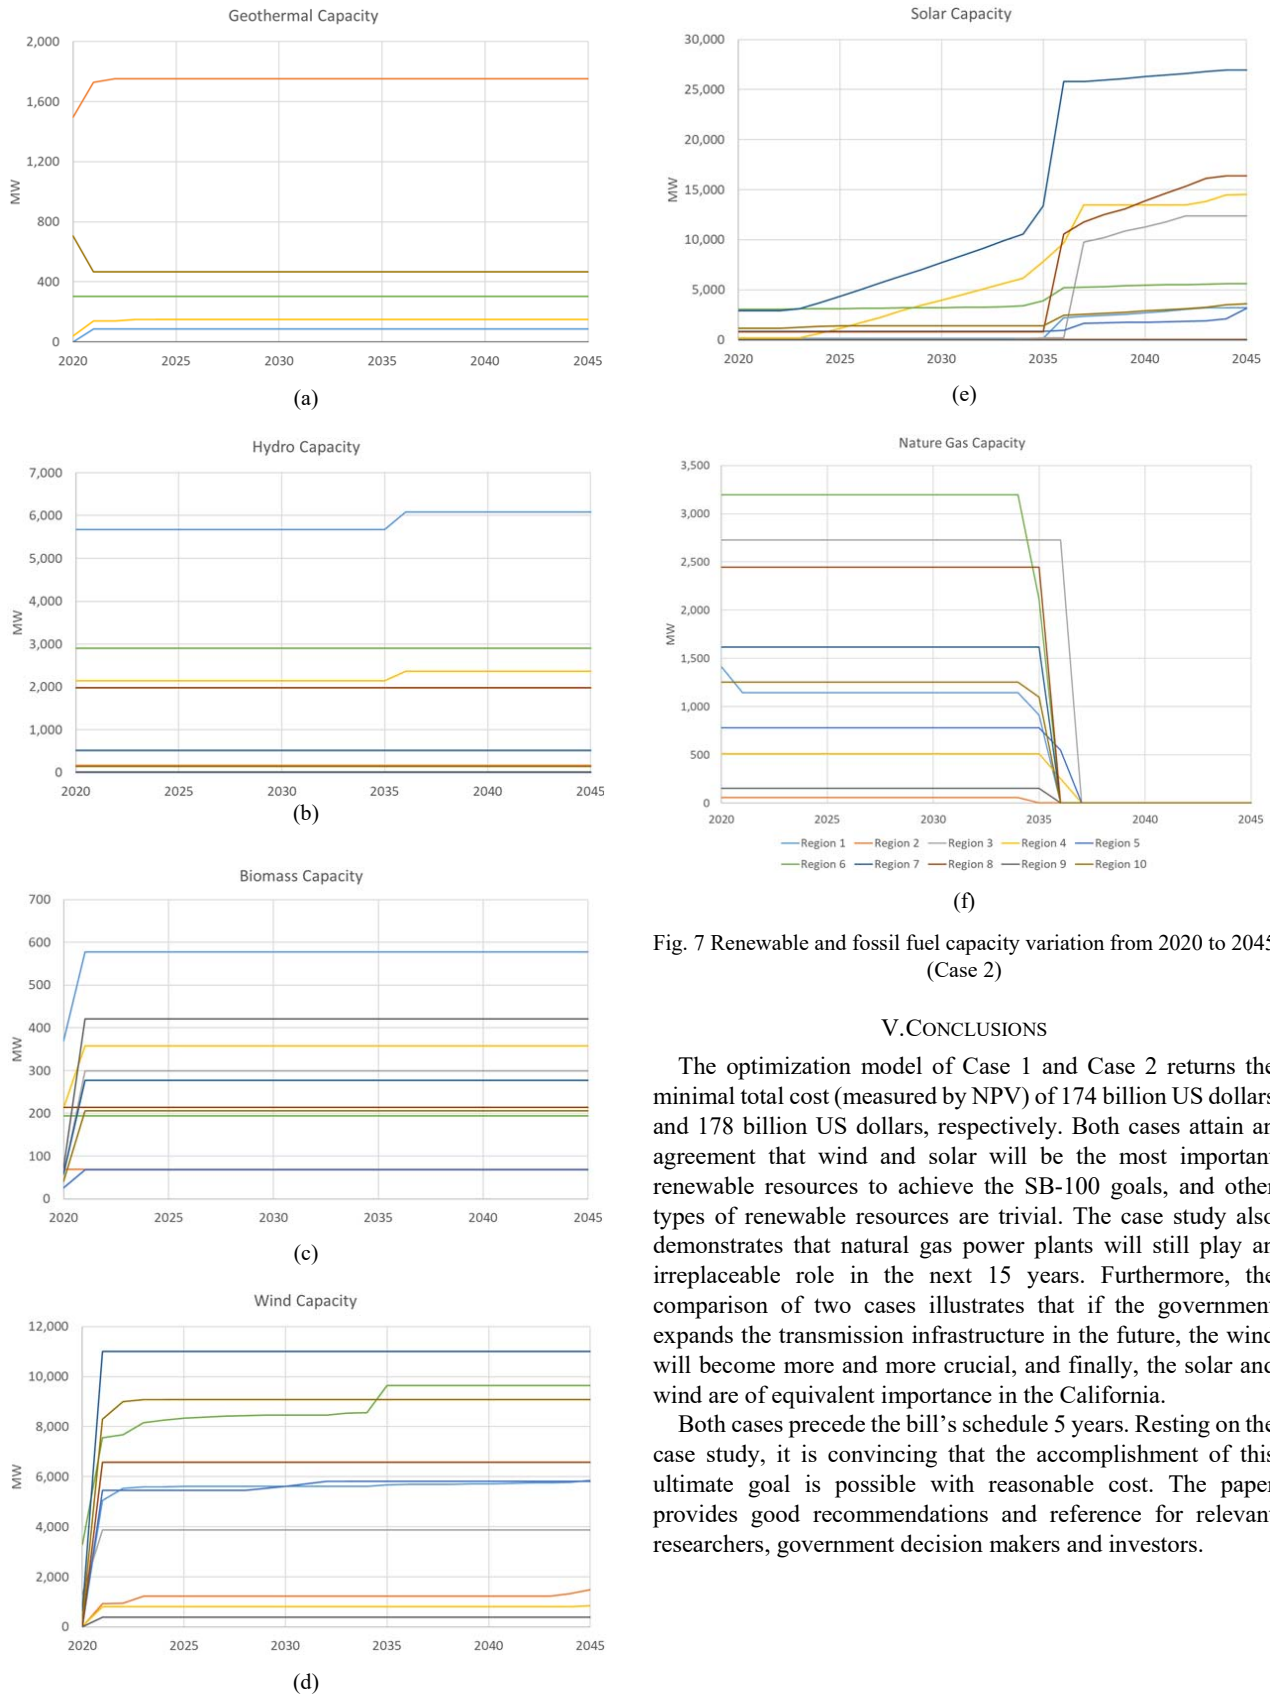 Geothermal Capacity
2,000
1,600
1,200
800
400
0
MW
2020 2025 2030 2035 2040 2045
(a)
Hydro Capacity
7,000
6,000
5,000
4,000
3,000
2,000
1,000
0
MW
2020 2025 2030 2035 2040 2045
(b)
Biomass Capacity
700
600
500
400
300
200
100
0
MW
2020 2025 2030 2035 2040 2045
(c)
Wind Capacity
12,000
10,000
8,000
6,000
4,000
2,000
0
MW
2020 2025 2030 2035 2040 2045
(d)
Solar Capacity
30,000
25,000
20,000
15,000
10,000
5,000
0
MW
2020 2025 2030 2035 2040 2045
(e)
Nature Gas Capacity
3,500
3,000
2,500
2,000
1,500
1,000
500
0
MW
2020 2025 2030 2035 2040 2045
Region 1 Region 2 Region 3 Region 4 Region 5
Region 6 Region 7 Region 8 Region 9 Region 10
(f)
Fig. 7 Renewable and fossil fuel capacity variation from 2020 to 2045
(Case 2)
V.CONCLUSIONS
The optimization model of Case 1 and Case 2 returns the
minimal total cost (measured by NPV) of 174 billion US dollars
and 178 billion US dollars, respectively. Both cases attain an
agreement that wind and solar will be the most important
renewable resources to achieve the SB-100 goals, and other
types of renewable resources are trivial. The case study also
demonstrates that natural gas power plants will still play an
irreplaceable role in the next 15 years. Furthermore, the
comparison of two cases illustrates that if the government
expands the transmission infrastructure in the future, the wind
will become more and more crucial, and finally, the solar and
wind are of equivalent importance in the California.
Both cases precede the bill's schedule 5 years. Resting on the
case study, it is convincing that the accomplishment of this
ultimate goal is possible with reasonable cost. The paper
provides good recommendations and reference for relevant
researchers, government decision makers and investors.